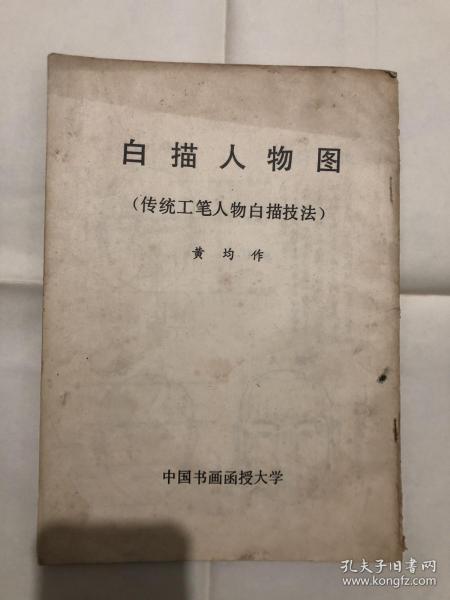 白描人物图
（传统工笔人物白描技法）
黄均作
中国书画函授大学
孔夫子旧书网
www.kongfz.com